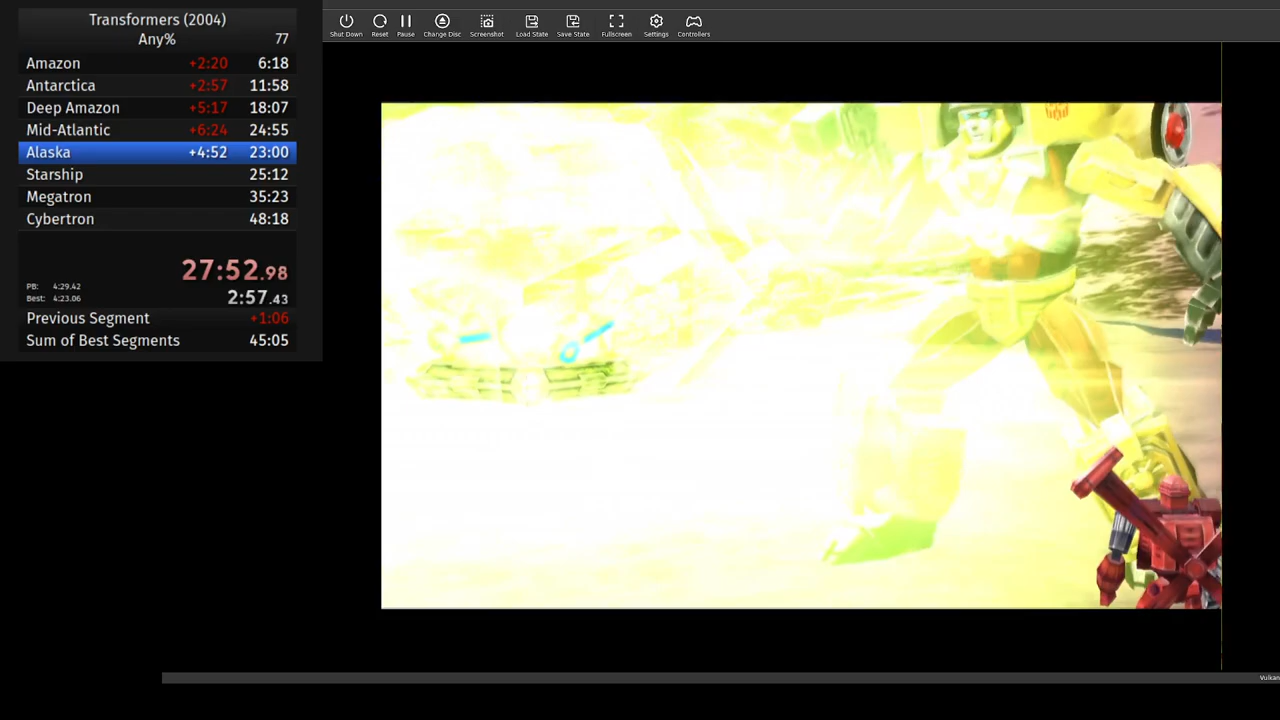 Transformers (2004)
Any% 77
Amazon +2:20 6:18
Antarctica +2:57 11:58
Deep Amazon +5:17 18:07
Mid-Atlantic +6:24 24:55
Alaska +4:52 23:00
Starship 25:12
Megatron 35:23
Cybertron 48:18
27:52.98
PB: 4:29.42
Best: 4:23.06
2:57.43
Previous Segment +1:06
Sum of Best Segments 45:05
Shut Down Reset Pause Change Disc Screenshot Load State Save State Fullscreen Settings Controllers
Vulkan